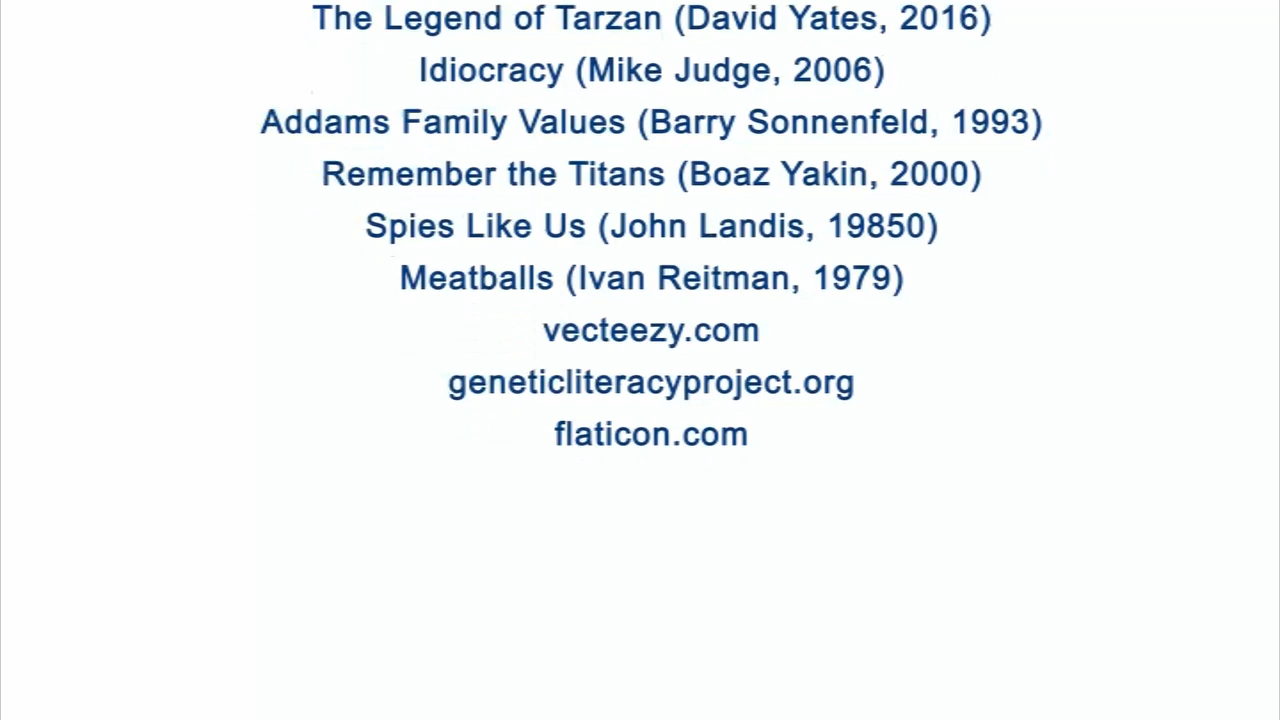 The Legend of Tarzan (David Yates, 2016)
Idiocracy (Mike Judge, 2006)
Addams Family Values (Barry Sonnenfeld, 1993)
Remember the Titans (Boaz Yakin, 2000)
Spies Like Us (John Landis, 19850)
Meatballs (Ivan Reitman, 1979)
vecteezy.com
geneticliteracyproject.org
flaticon.com